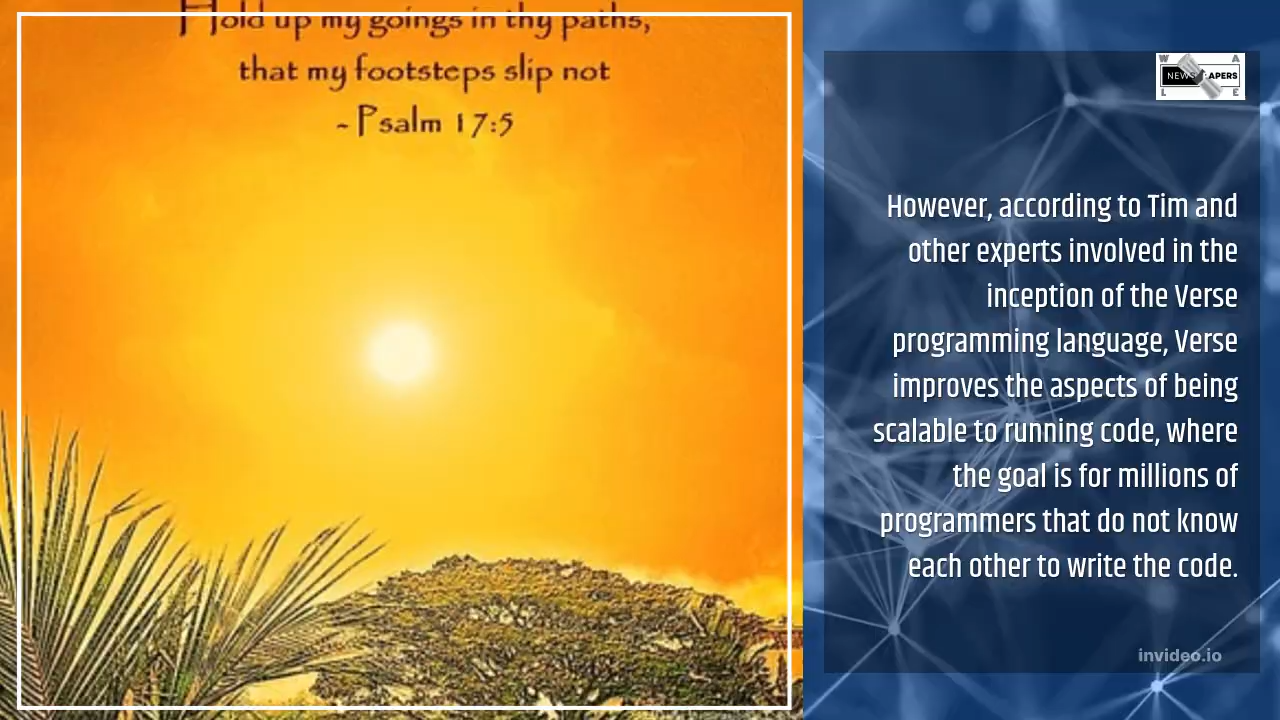 Hold up my goings in thy paths,
that my footsteps slip not
~ Psalm 17:5
W A
NEWS APERS
L E
However, according to Tim and
other experts involved in the
inception of the Verse
programming language, Verse
improves the aspects of being
scalable to running code, where
the goal is for millions of
programmers that do not know
each other to write the code.
invideo.io